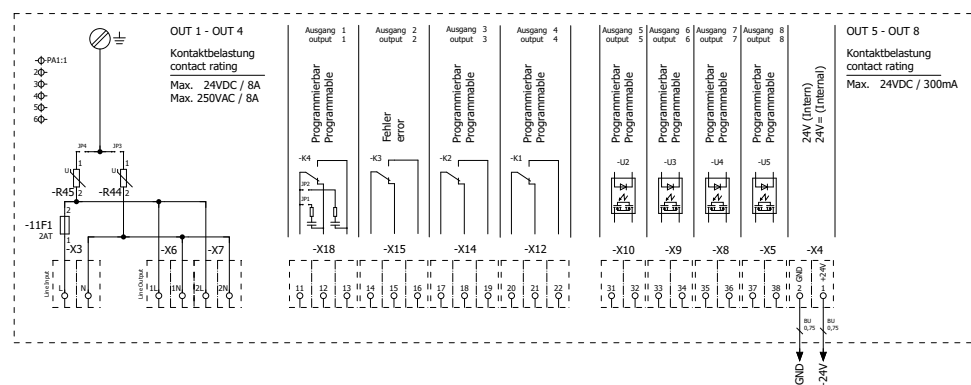 OUT 1 - OUT 4
Kontaktbelastung
contact rating
Max. 24VDC / 8A
Max. 250VAC / 8A
PA1:1
2
3
4
5
6
Ausgang 1
output 1
Programmierbar
Programmable
Ausgang 2
output 2
Fehler
error
Ausgang 3
output 3
Programmierbar
Programmable
Ausgang 4
output 4
Programmierbar
Programmable
Ausgang 5
output 5
Programmierbar
Programmable
Ausgang 6
output 6
Programmierbar
Programmable
Ausgang 7
output 7
Programmierbar
Programmable
Ausgang 8
output 8
Programmierbar
Programmable
24V (Intern)
24V= (Internal)
OUT 5 - OUT 8
Kontaktbelastung
contact rating
Max. 24VDC / 300mA
JP4 JP3
U 1 2 -R45
U 1 2 -R44
-K4 JP2 JP1
-K3
-K2
-K1
-U2
-U3
-U4
-U5
2
-11F1
2AT
1
-X3 -X6 -X7 -X18 -X15 -X14 -X12 -X10 -X9 -X8 -X5 -X4
Line Input L N
Line Output 1L 1N 2L 2N
11 12 13 14 15 16 17 18 19 20 21 22
31 32 33 34 35 36 37 38
GND +24V
2 1
BU
0,75
BU
0,75
GND
-24V